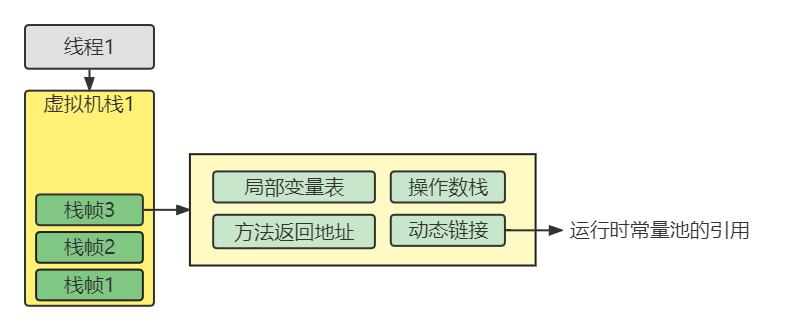 线程1
虚拟机栈1
栈帧3
栈帧2
栈帧1
局部变量表
操作数栈
方法返回地址
动态链接
运行时常量池的引用